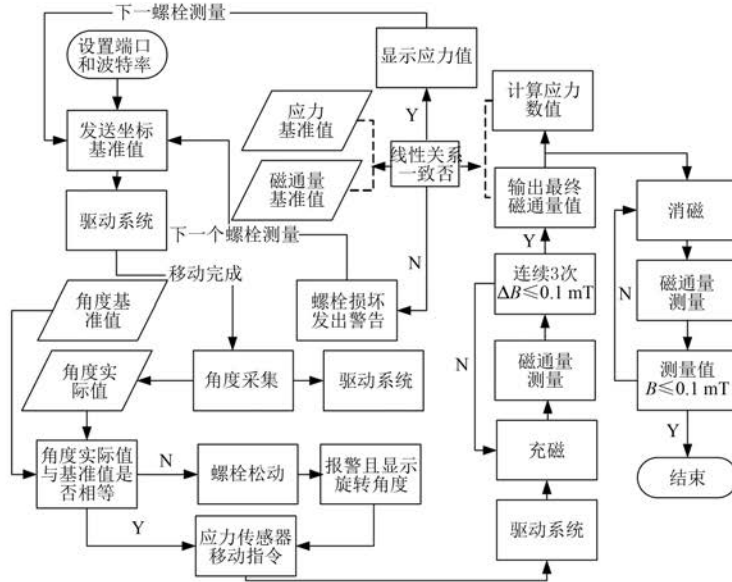 下一螺栓测量
设置端口
和波特率
显示应力值
计算应力
数值
应力
基准值
Y
发送坐标
基准值
线性关系
一致否
磁通量
基准值
输出最终
磁通量值
消磁
驱动系统
下一个螺栓测量
Y
N
移动完成
连续3次
ΔB≤0.1 mT
N
磁通量
测量
角度基
准值
螺栓损坏
发出警告
角度实
际值
角度采集
驱动系统
N
磁通量
测量
测量值
B≤0.1 mT
Y
角度实际值
与基准值是
否相等
N
螺栓松动
报警且显示
旋转角度
充磁
结束
Y
应力传感器
移动指令
驱动系统